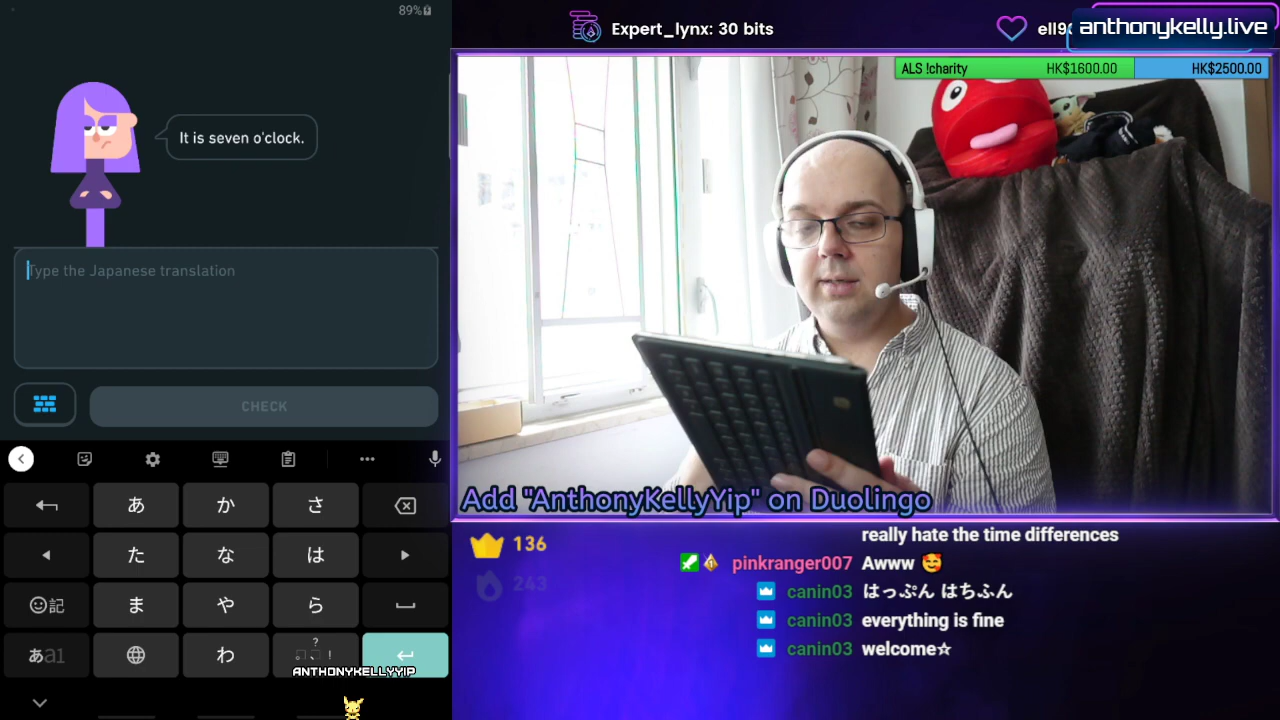 89%
It is seven o'clock.
Type the Japanese translation
CHECK
あ か さ
た な は
記 ま や ら
あa1 わ 、 ? !
ANTHONYKELLYYIP
Expert_lynx: 30 bits
ell9
anthonykelly.live
ALS !charity HK$1600.00 HK$2500.00
Add "AnthonyKellyYip" on Duolingo
136
243
really hate the time differences
pinkranger007 Awww
canin03 はっぷん はちふん
canin03 everything is fine
canin03 welcome☆